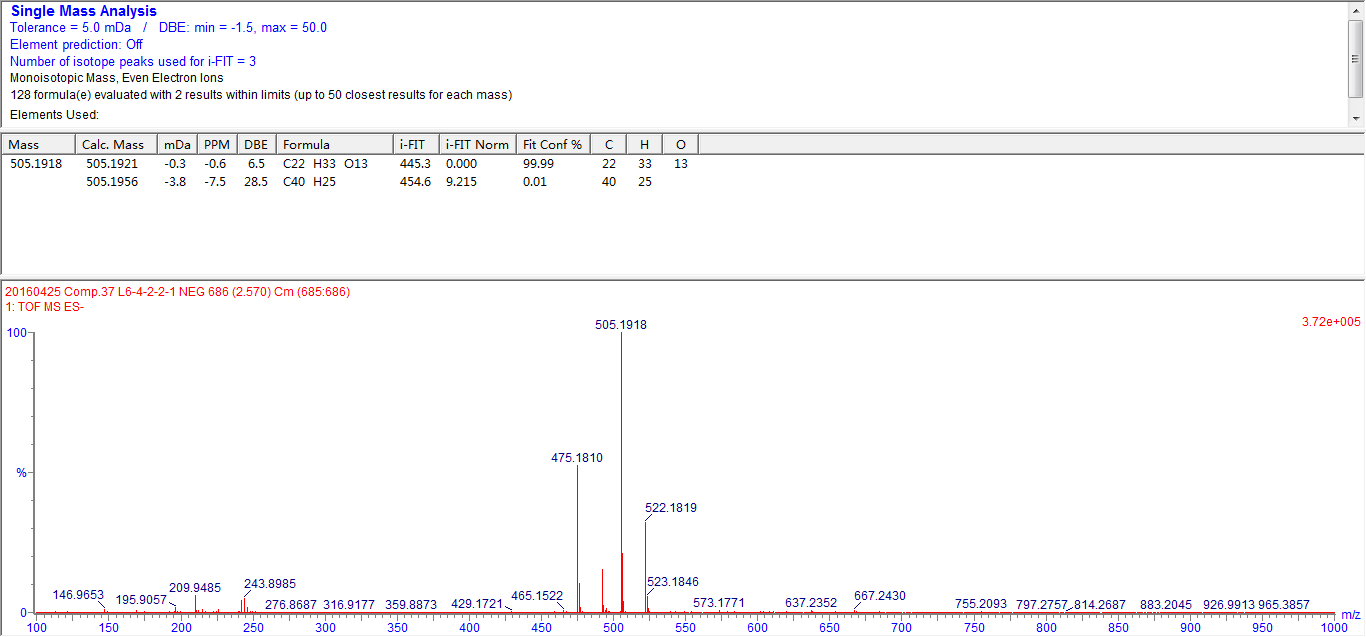 Single Mass Analysis
Tolerance = 5.0 mDa / DBE: min = -1.5, max = 50.0
Element prediction: Off
Number of isotope peaks used for i-FIT = 3
Monoisotopic Mass, Even Electron Ions
128 formula(e) evaluated with 2 results within limits (up to 50 closest results for each mass)
Elements Used:
Mass Calc. Mass mDa PPM DBE Formula i-FIT i-FIT Norm Fit Conf % C H O
505.1918 505.1921 -0.3 -0.6 6.5 C22 H33 O13 445.3 0.000 99.99 22 33 13
505.1956 -3.8 -7.5 28.5 C40 H25 454.6 9.215 0.01 40 25
20160425 Comp.37 L6-4-2-2-1 NEG 686 (2.570) Cm (685:686)
1: TOF MS ES-
3.72e+005
100
%
0
505.1918
475.1810
522.1819
523.1846
146.9653
195.9057
209.9485
243.8985
276.8687
316.9177
359.8873
429.1721
465.1522
573.1771
637.2352
667.2430
755.2093
797.2757
814.2687
883.2045
926.9913
965.3857
m/z
100 150 200 250 300 350 400 450 500 550 600 650 700 750 800 850 900 950 1000